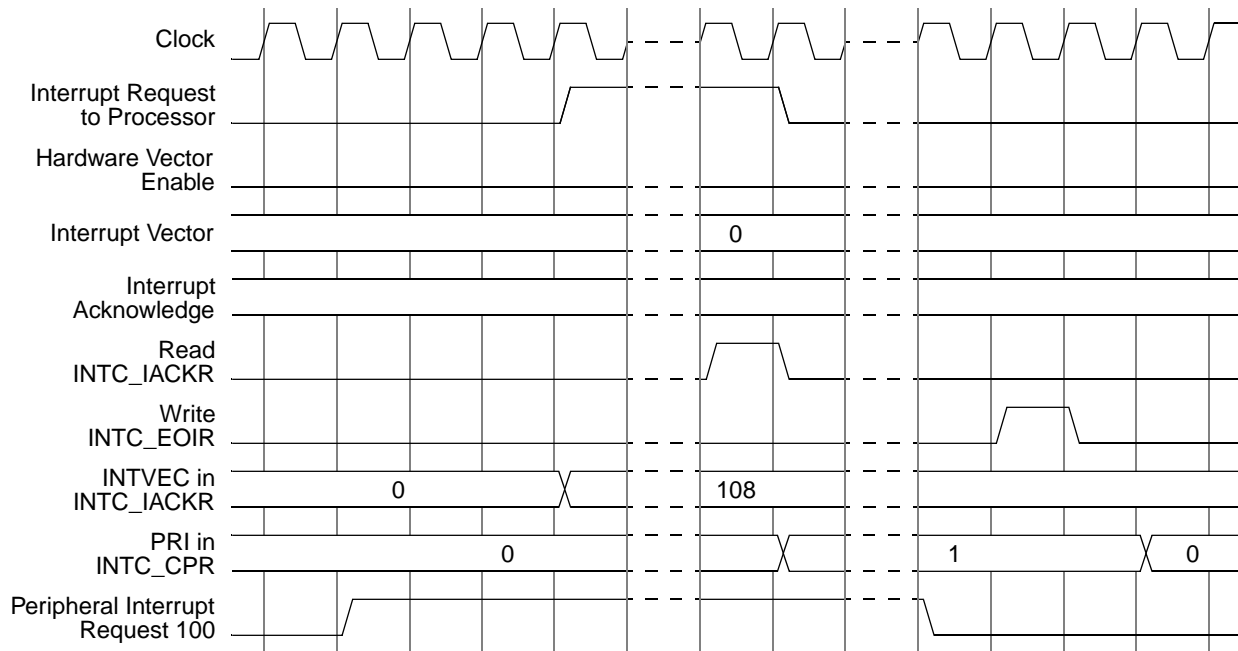 Clock
Interrupt Request
to Processor
Hardware Vector
Enable
Interrupt Vector
0
Interrupt
Acknowledge
Read
INTC_IACKR
Write
INTC_EOIR
INTVEC in
INTC_IACKR
0
108
PRI in
INTC_CPR
0
1
0
Peripheral Interrupt
Request 100